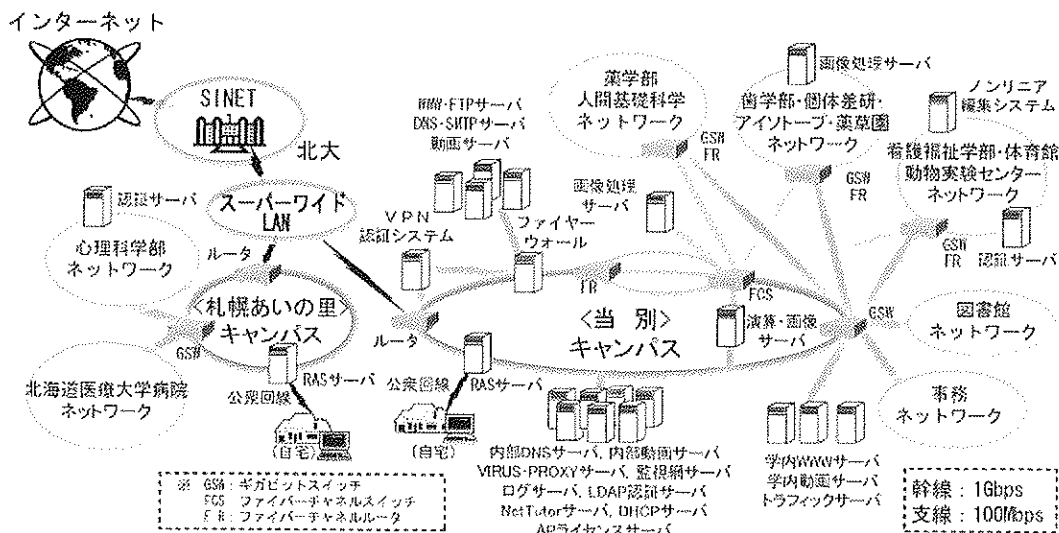 インターネット
SINET
北大
スーパーワイド
LAN
認証サーバ
心理科学部
ネットワーク
ルータ
<札幌あいの里>
キャンパス
GSW
北海道医療大学病院
ネットワーク
RASサーバ
公衆回線
(自宅)
WWW・FTPサーバ
DNS・SMTPサーバ
動画サーバ
VPN
認証システム
ファイヤー
ウォール
ルータ
FR
FCS
<当 別>
キャンパス
演算・画像
サーバ
GSW
公衆回線
RASサーバ
(自宅)
画像処理
サーバ
薬学部
人間基礎科学
ネットワーク
GSW
FR
画像処理サーバ
歯学部・個体差研・
アイソトープ・薬草園
ネットワーク
GSW
FR
ノンリニア
編集システム
看護福祉学部・体育館
動物実験センター
ネットワーク
GSW
FR
認証サーバ
図書館
ネットワーク
事務
ネットワーク
学内WWWサーバ
学内動画サーバ
トラフィックサーバ
内部DNSサーバ, 内部動画サーバ
VIRUS・PROXYサーバ, 監視網サーバ
ログサーバ, LDAP認証サーバ
NetTutorサーバ, DHCPサーバ
APライセンスサーバ
※ GSW : ギガビットスイッチ
FCS : ファイバーチャネルスイッチ
F R : ファイバーチャネルルータ
幹線 : 1Gbps
支線 : 100Mbps